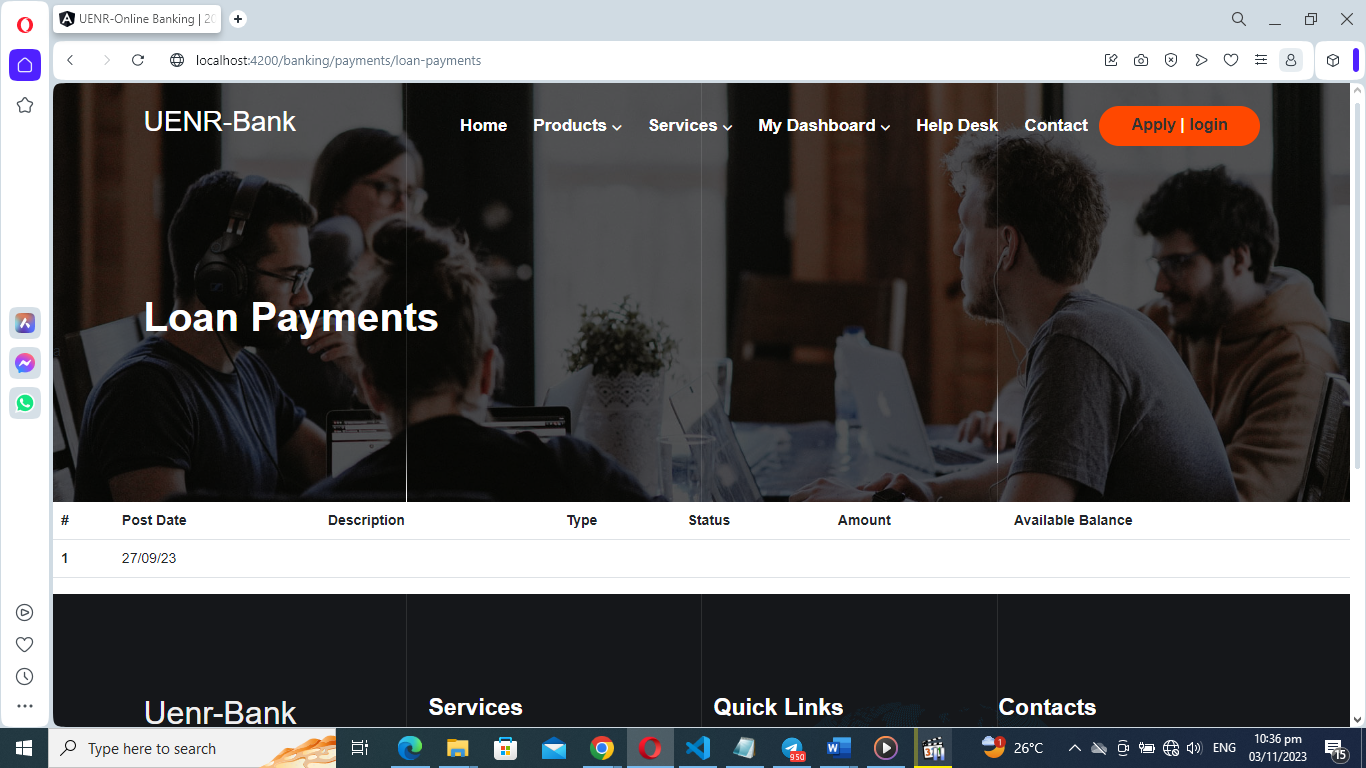 UENR-Online Banking | 20
localhost:4200/banking/payments/loan-payments
UENR-Bank
Home Products Services My Dashboard Help Desk Contact Apply | login
Loan Payments
# Post Date Description Type Status Amount Available Balance
1 27/09/23
Uenr-Bank
Services
Quick Links
Contacts
Type here to search
950
1
26°C
ENG
10:36 pm
03/11/2023
15